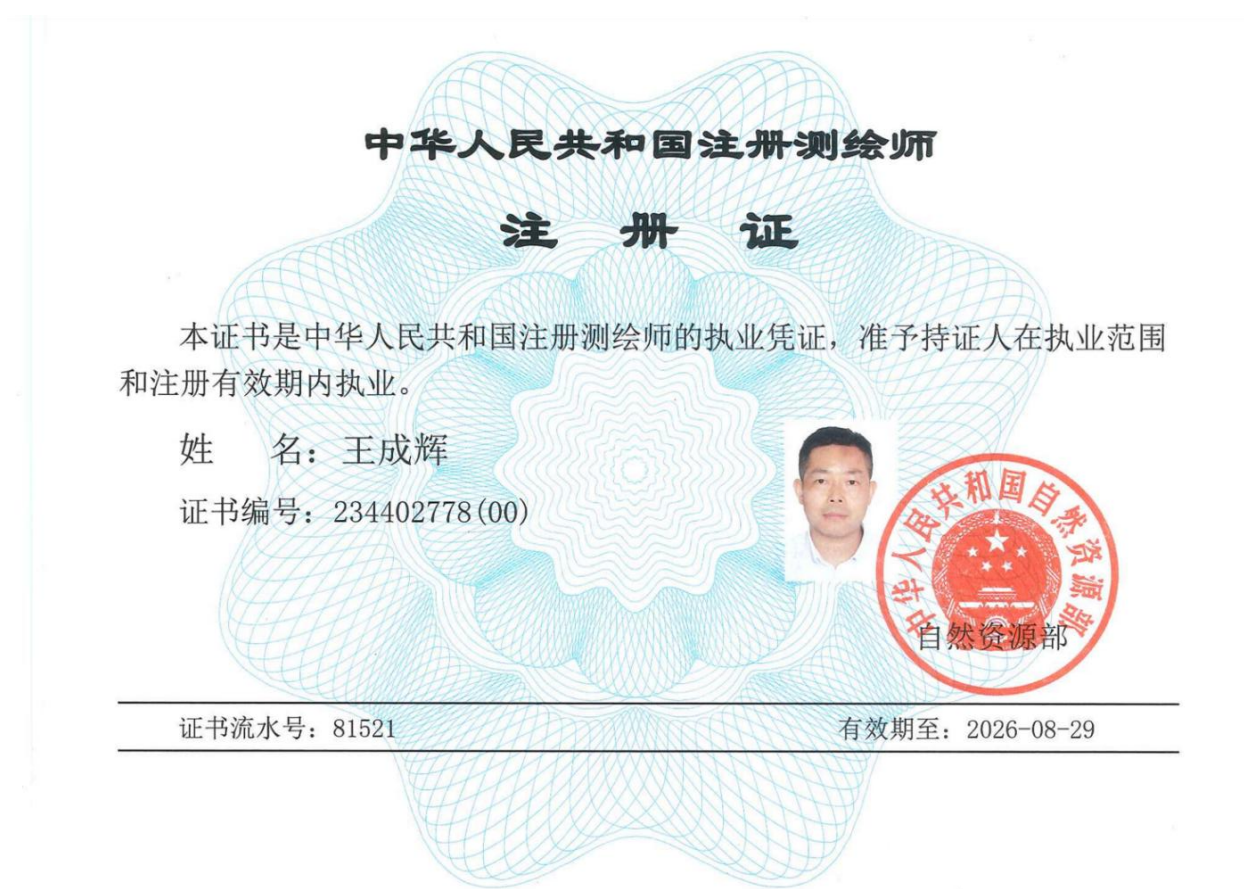 中华人民共和国注册测绘师
注 册 证
本证书是中华人民共和国注册测绘师的执业凭证，准予持证人在执业范围
和注册有效期内执业。
姓 名：王成辉
证书编号：234402778(00)
中华人民共和国自然资源部
自然资源部
证书流水号：81521
有效期至：2026-08-29